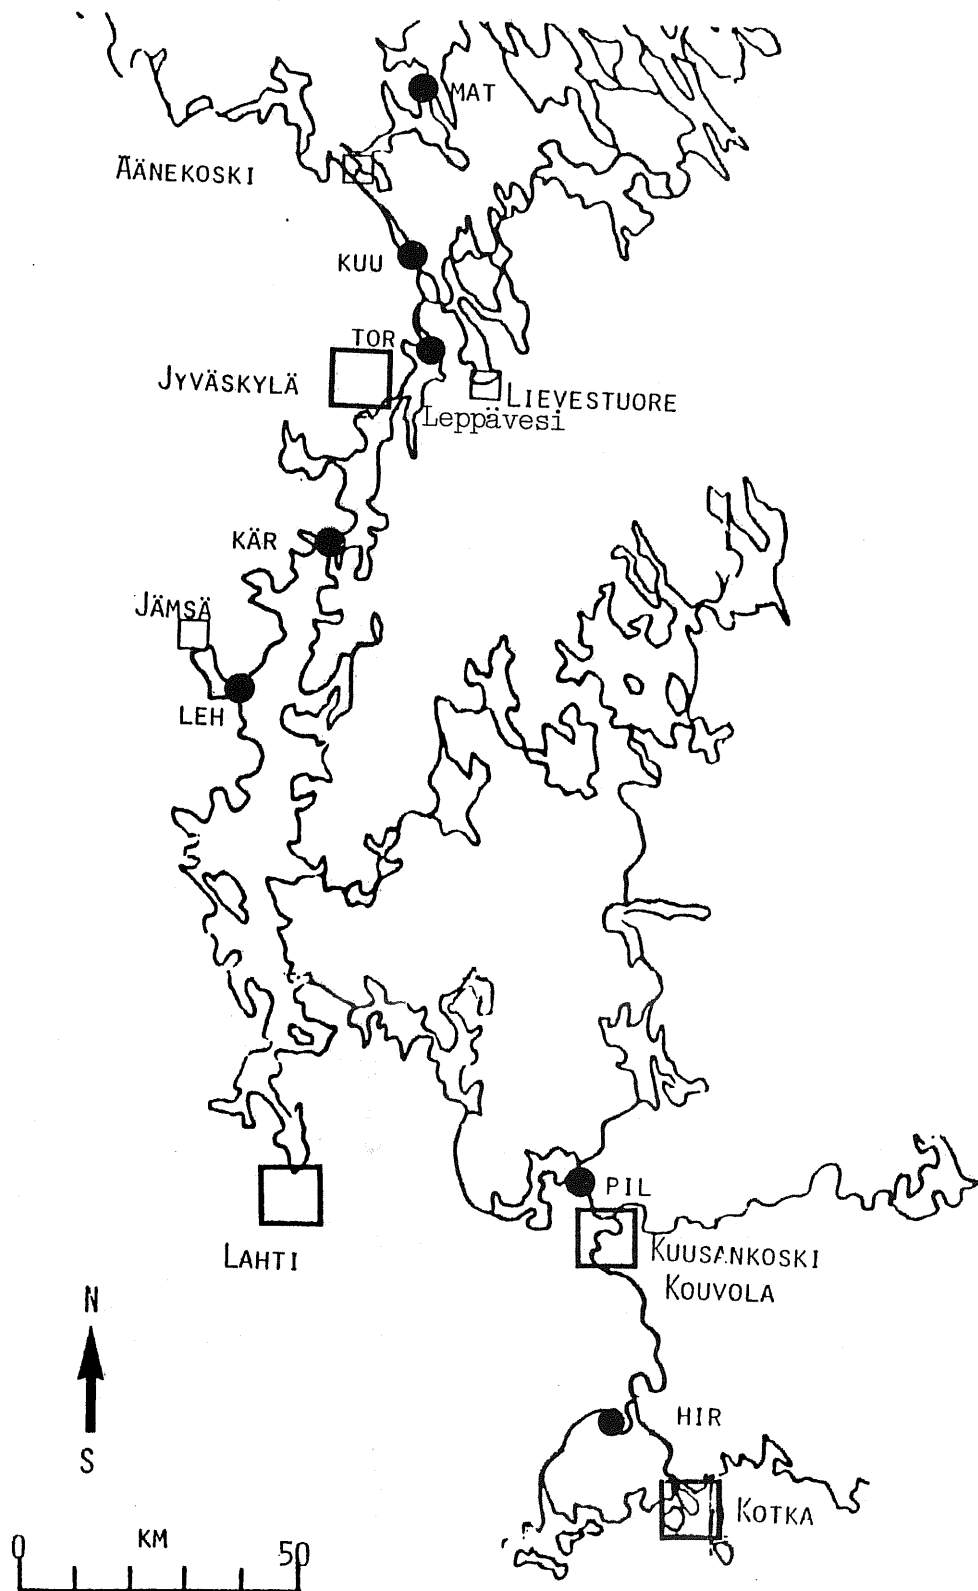 MAT
ÄÄNEKOSKI
KUU
TOR
JYVÄSKYLÄ
LIEVESTUORE
Leppävesi
KÄR
JÄMSÄ
LEH
PIL
LAHTI
KUUSANKOSKI
KOUVOLA
N
S
HIR
KOTKA
0 KM 50